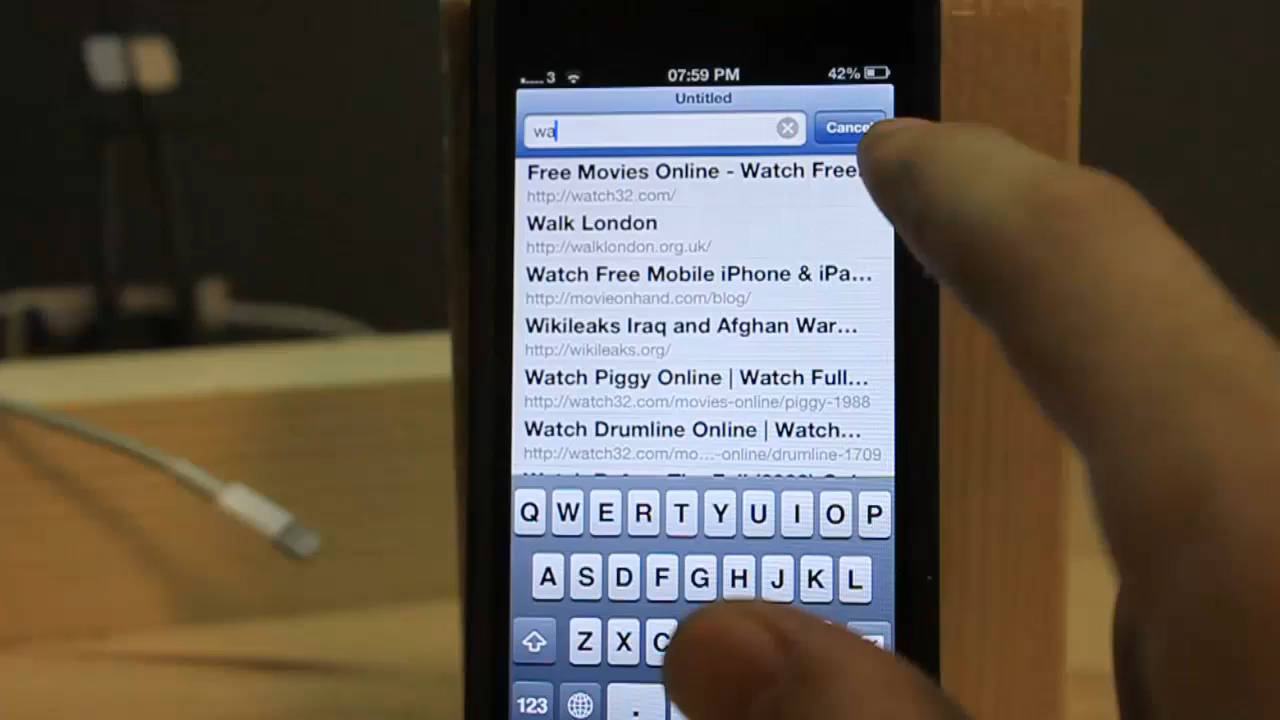 3 07:59 PM 42%
Untitled
wa
Cancel
Free Movies Online - Watch Free
http://watch32.com/
Walk London
http://walklondon.org.uk/
Watch Free Mobile iPhone & iPa...
http://movieonhand.com/blog/
Wikileaks Iraq and Afghan War...
http://wikileaks.org/
Watch Piggy Online | Watch Full...
http://watch32.com/movies-online/piggy-1988
Watch Drumline Online | Watch...
http://watch32.com/mo...-online/drumline-1709
Q W E R T Y U I O P
A S D F G H J K L
Z X C
123 .